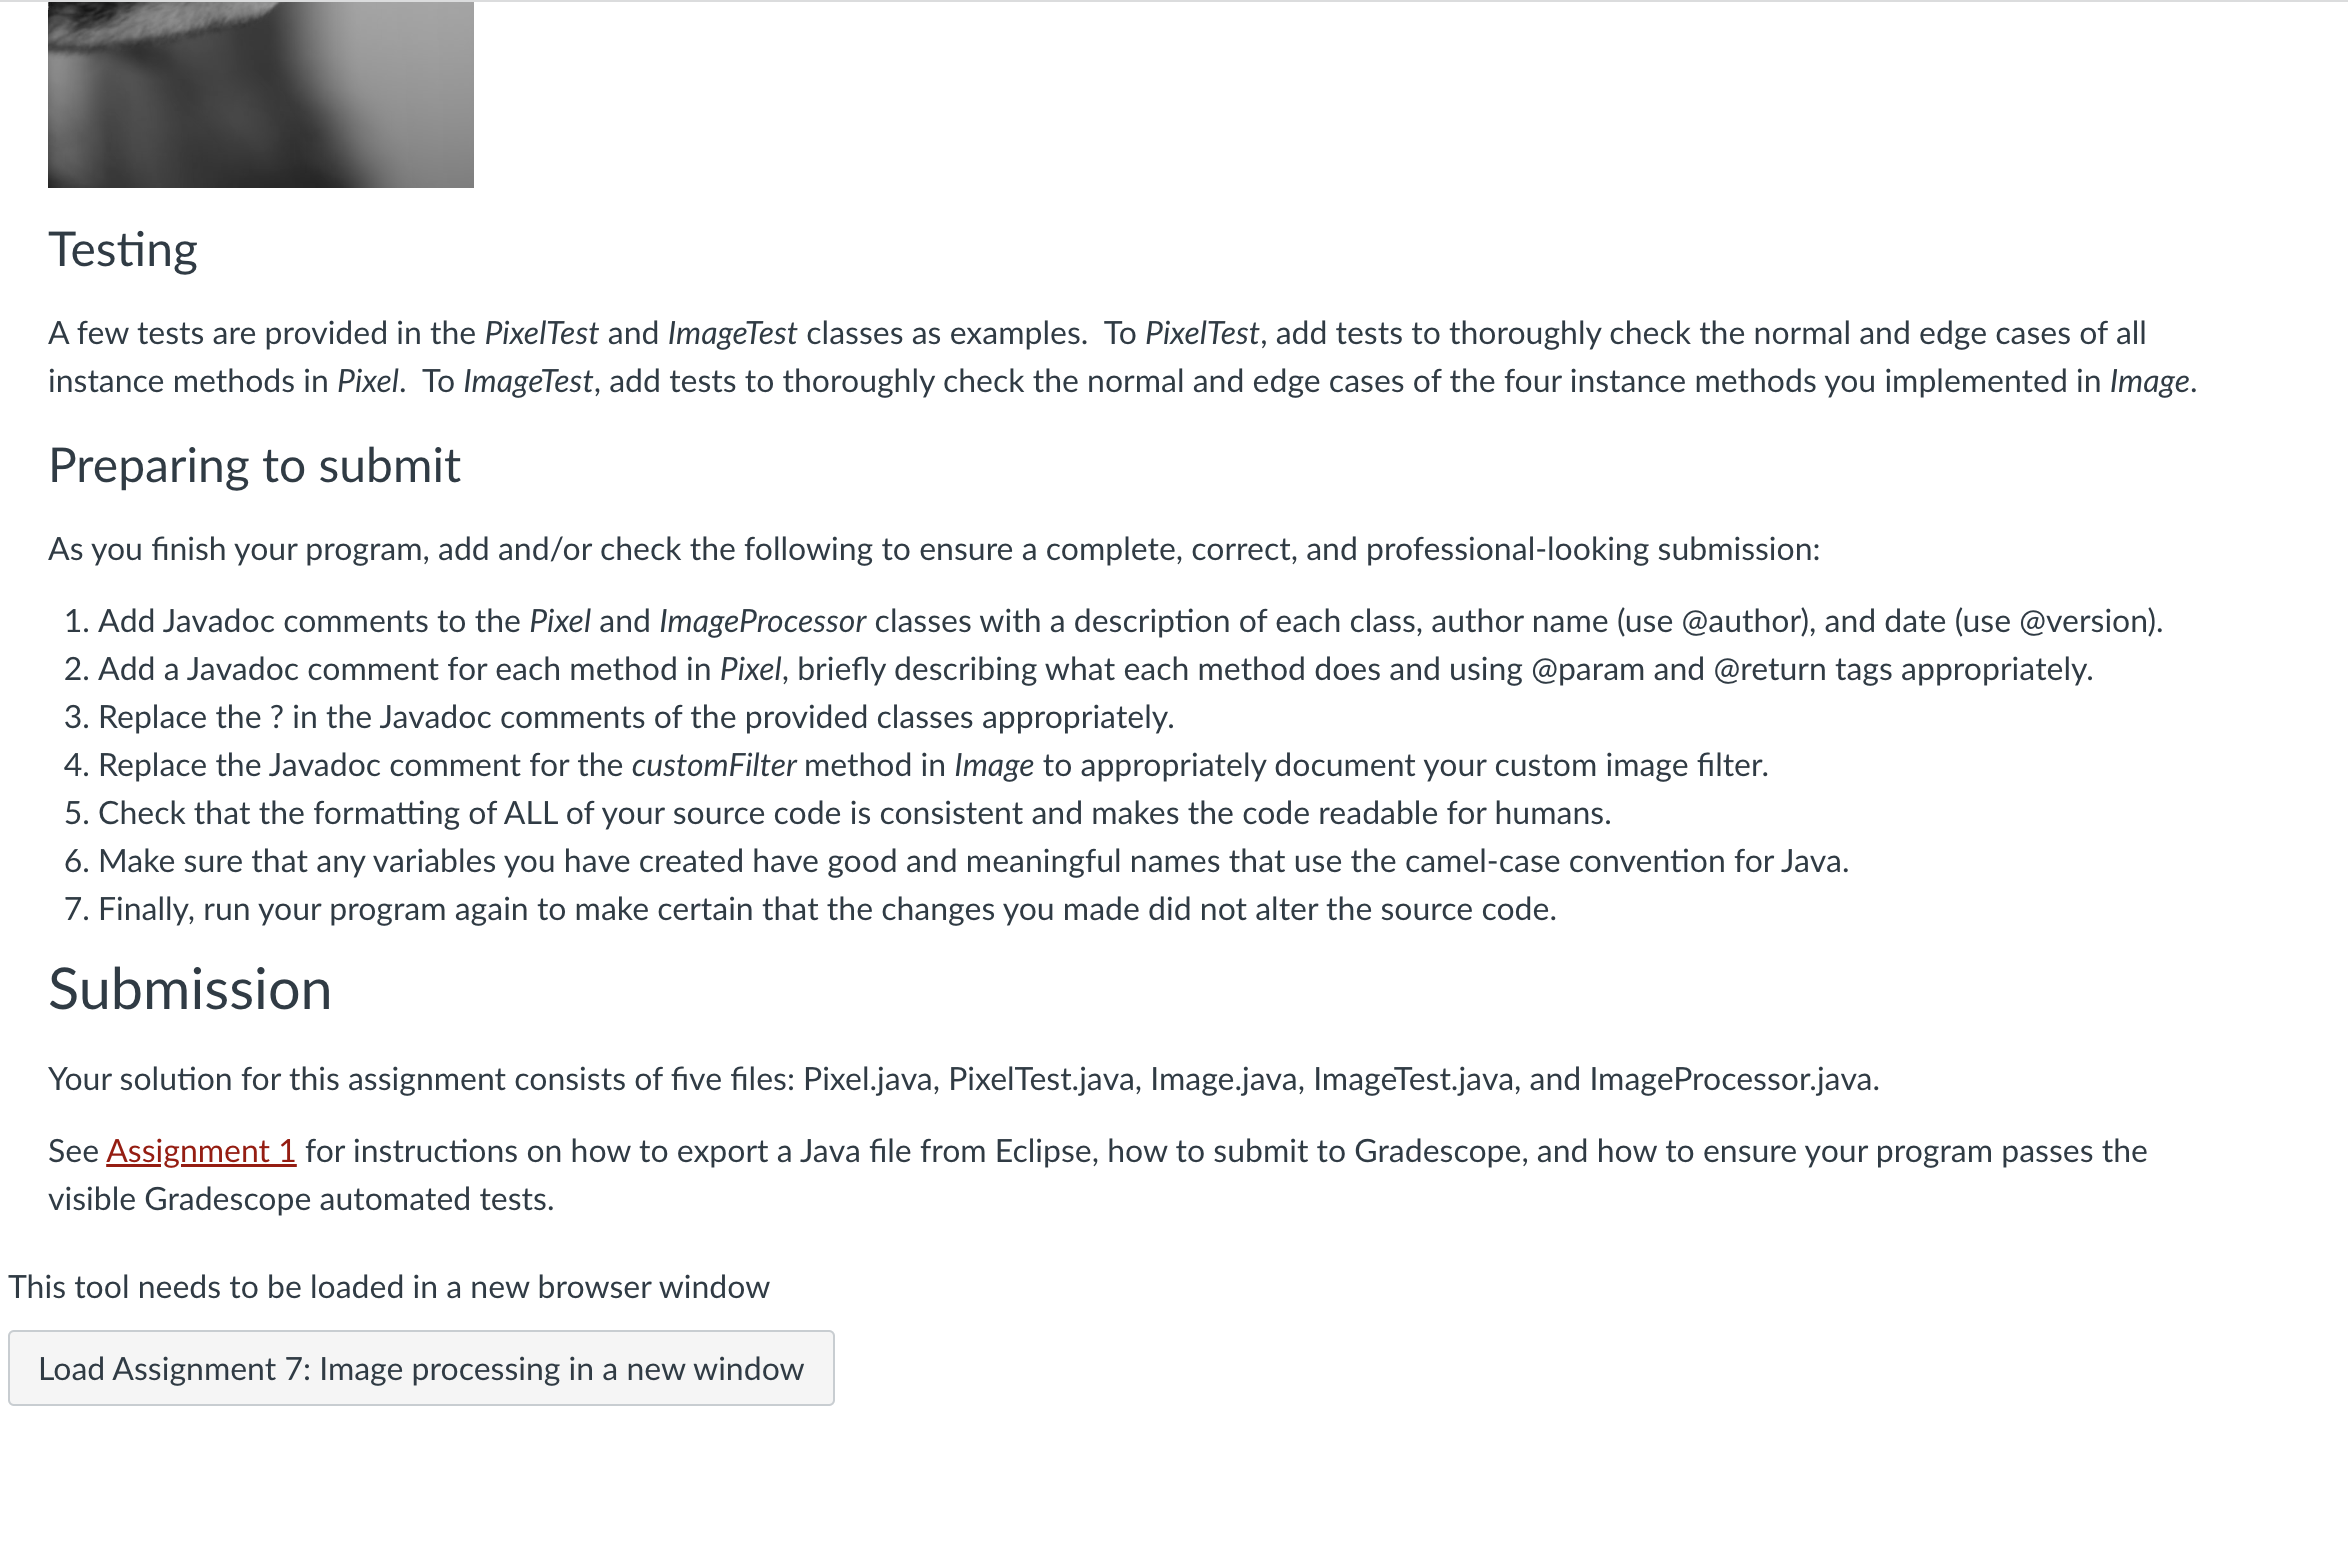 Testing
A few tests are provided in the PixelTest and ImageTest classes as examples.  To PixelTest, add tests to thoroughly check the normal and edge cases of all
instance methods in Pixel.  To ImageTest, add tests to thoroughly check the normal and edge cases of the four instance methods you implemented in Image.
Preparing to submit
As you finish your program, add and/or check the following to ensure a complete, correct, and professional-looking submission:
1. Add Javadoc comments to the Pixel and ImageProcessor classes with a description of each class, author name (use @author), and date (use @version).
2. Add a Javadoc comment for each method in Pixel, briefly describing what each method does and using @param and @return tags appropriately.
3. Replace the ? in the Javadoc comments of the provided classes appropriately.
4. Replace the Javadoc comment for the customFilter method in Image to appropriately document your custom image filter.
5. Check that the formatting of ALL of your source code is consistent and makes the code readable for humans.
6. Make sure that any variables you have created have good and meaningful names that use the camel-case convention for Java.
7. Finally, run your program again to make certain that the changes you made did not alter the source code.
Submission
Your solution for this assignment consists of five files: Pixel.java, PixelTest.java, Image.java, ImageTest.java, and ImageProcessor.java.
See Assignment 1 for instructions on how to export a Java file from Eclipse, how to submit to Gradescope, and how to ensure your program passes the
visible Gradescope automated tests.
This tool needs to be loaded in a new browser window
Load Assignment 7: Image processing in a new window